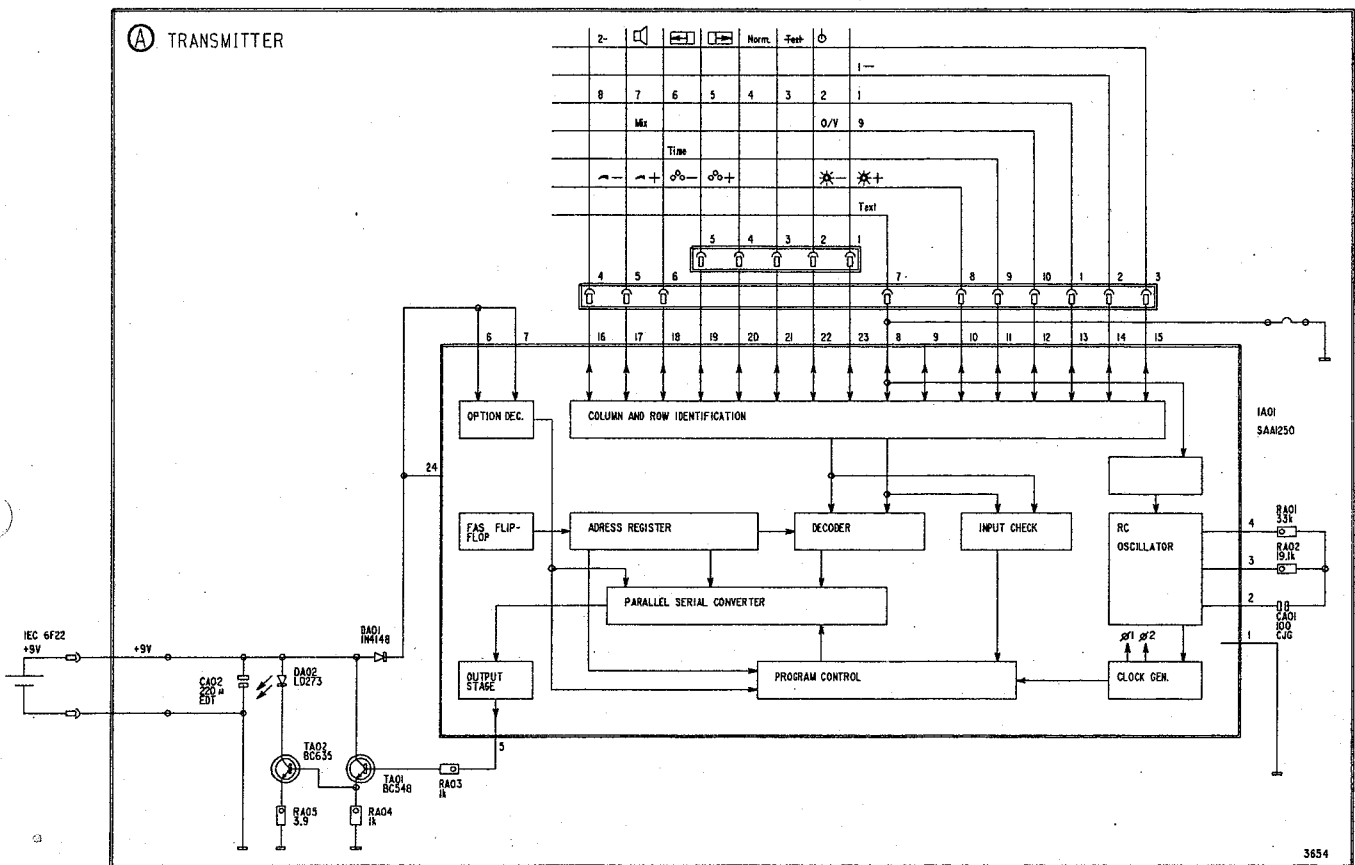 A TRANSMITTER
2- Norm. Text
1—
8 7 6 5 4 3 2 1
Mix O/V 9
Time
- + - + - +
Text
5 4 3 2 1
4 5 6 7 8 9 10 1 2 3
6 7 16 17 18 19 20 21 22 23 8 9 10 11 12 13 14 15
OPTION DEC.
COLUMN AND ROW IDENTIFICATION
IA01
SAA1250
24
FAS FLIP-
FLOP
ADRESS REGISTER
DECODER
INPUT CHECK
RC
OSCILLATOR
4
RA01
33k
3
RA02
19.1k
2
CA01
100
CJG
1
PARALLEL SERIAL CONVERTER
ø1 ø2
IEC 6F22
+9V
+9V
DA01
1N4148
CA02
220µ
EDT
DA02
LD273
OUTPUT
STAGE
PROGRAM CONTROL
CLOCK GEN.
5
TA02
BC635
TA01
BC548
RA03
1k
RA05
3.9
RA04
1k
3654